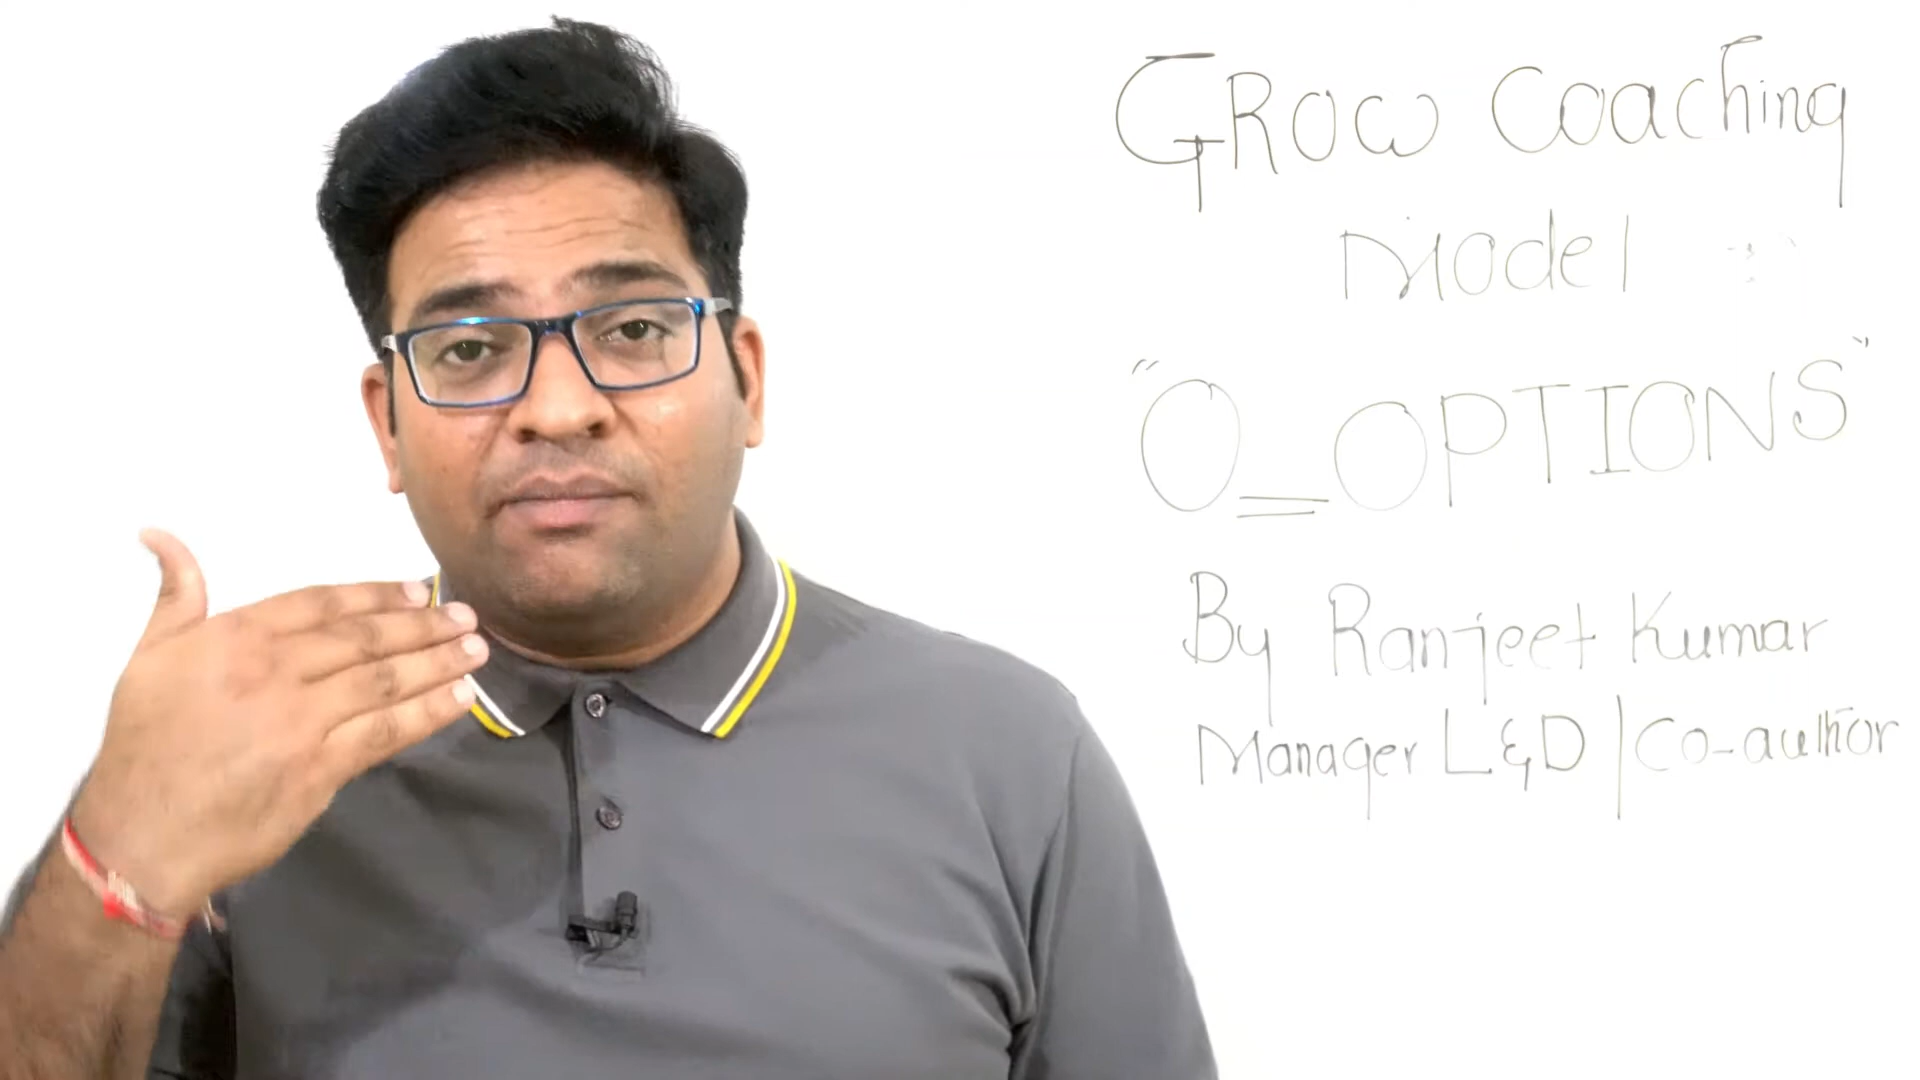 GROW Coaching
Model
"O_OPTIONS"
By Ranjeet Kumar
Manager L&D | Co-author